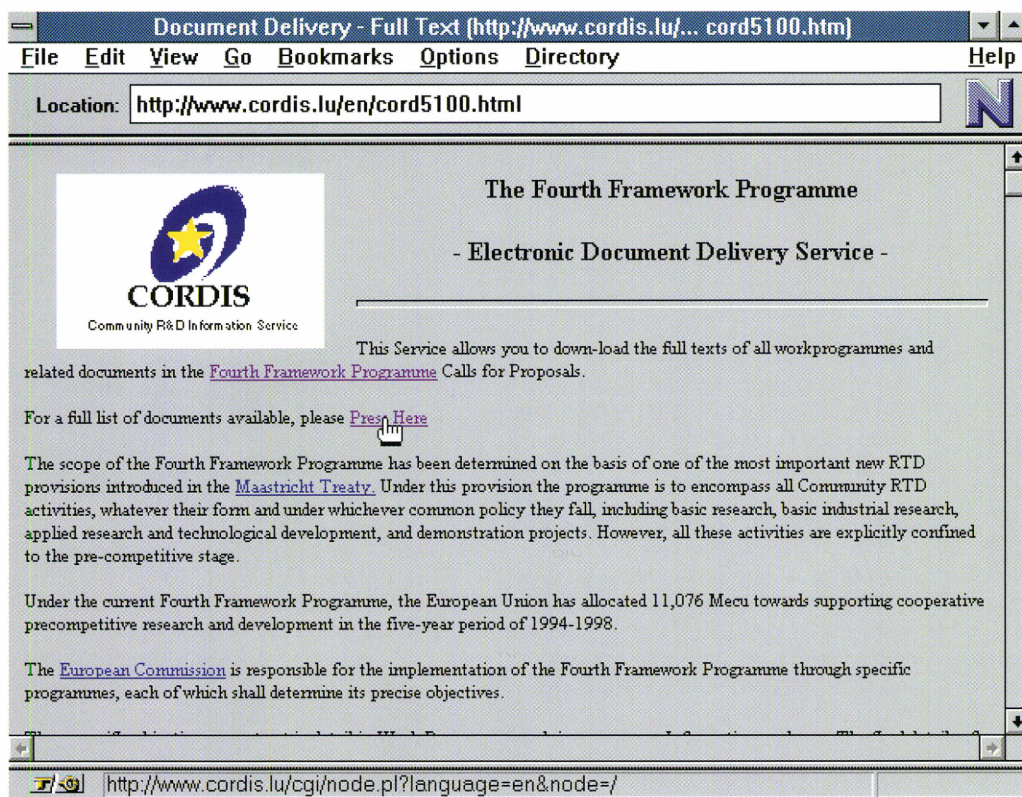 Document Delivery - Full Text (http://www.cordis.lu/... cord5100.htm)
File Edit View Go Bookmarks Options Directory Help
Location: http://www.cordis.lu/en/cord5100.html
N
The Fourth Framework Programme
- Electronic Document Delivery Service -
CORDIS
Community R&D Information Service
This Service allows you to down-load the full texts of all workprogrammes and
related documents in the Fourth Framework Programme Calls for Proposals.
For a full list of documents available, please Press Here
The scope of the Fourth Framework Programme has been determined on the basis of one of the most important new RTD
provisions introduced in the Maastricht Treaty. Under this provision the programme is to encompass all Community RTD
activities, whatever their form and under whichever common policy they fall, including basic research, basic industrial research,
applied research and technological development, and demonstration projects. However, all these activities are explicitly confined
to the pre-competitive stage.
Under the current Fourth Framework Programme, the European Union has allocated 11,076 Mecu towards supporting cooperative
precompetitive research and development in the five-year period of 1994-1998.
The European Commission is responsible for the implementation of the Fourth Framework Programme through specific
programmes, each of which shall determine its precise objectives.
http://www.cordis.lu/cgi/node.pl?language=en&node=/